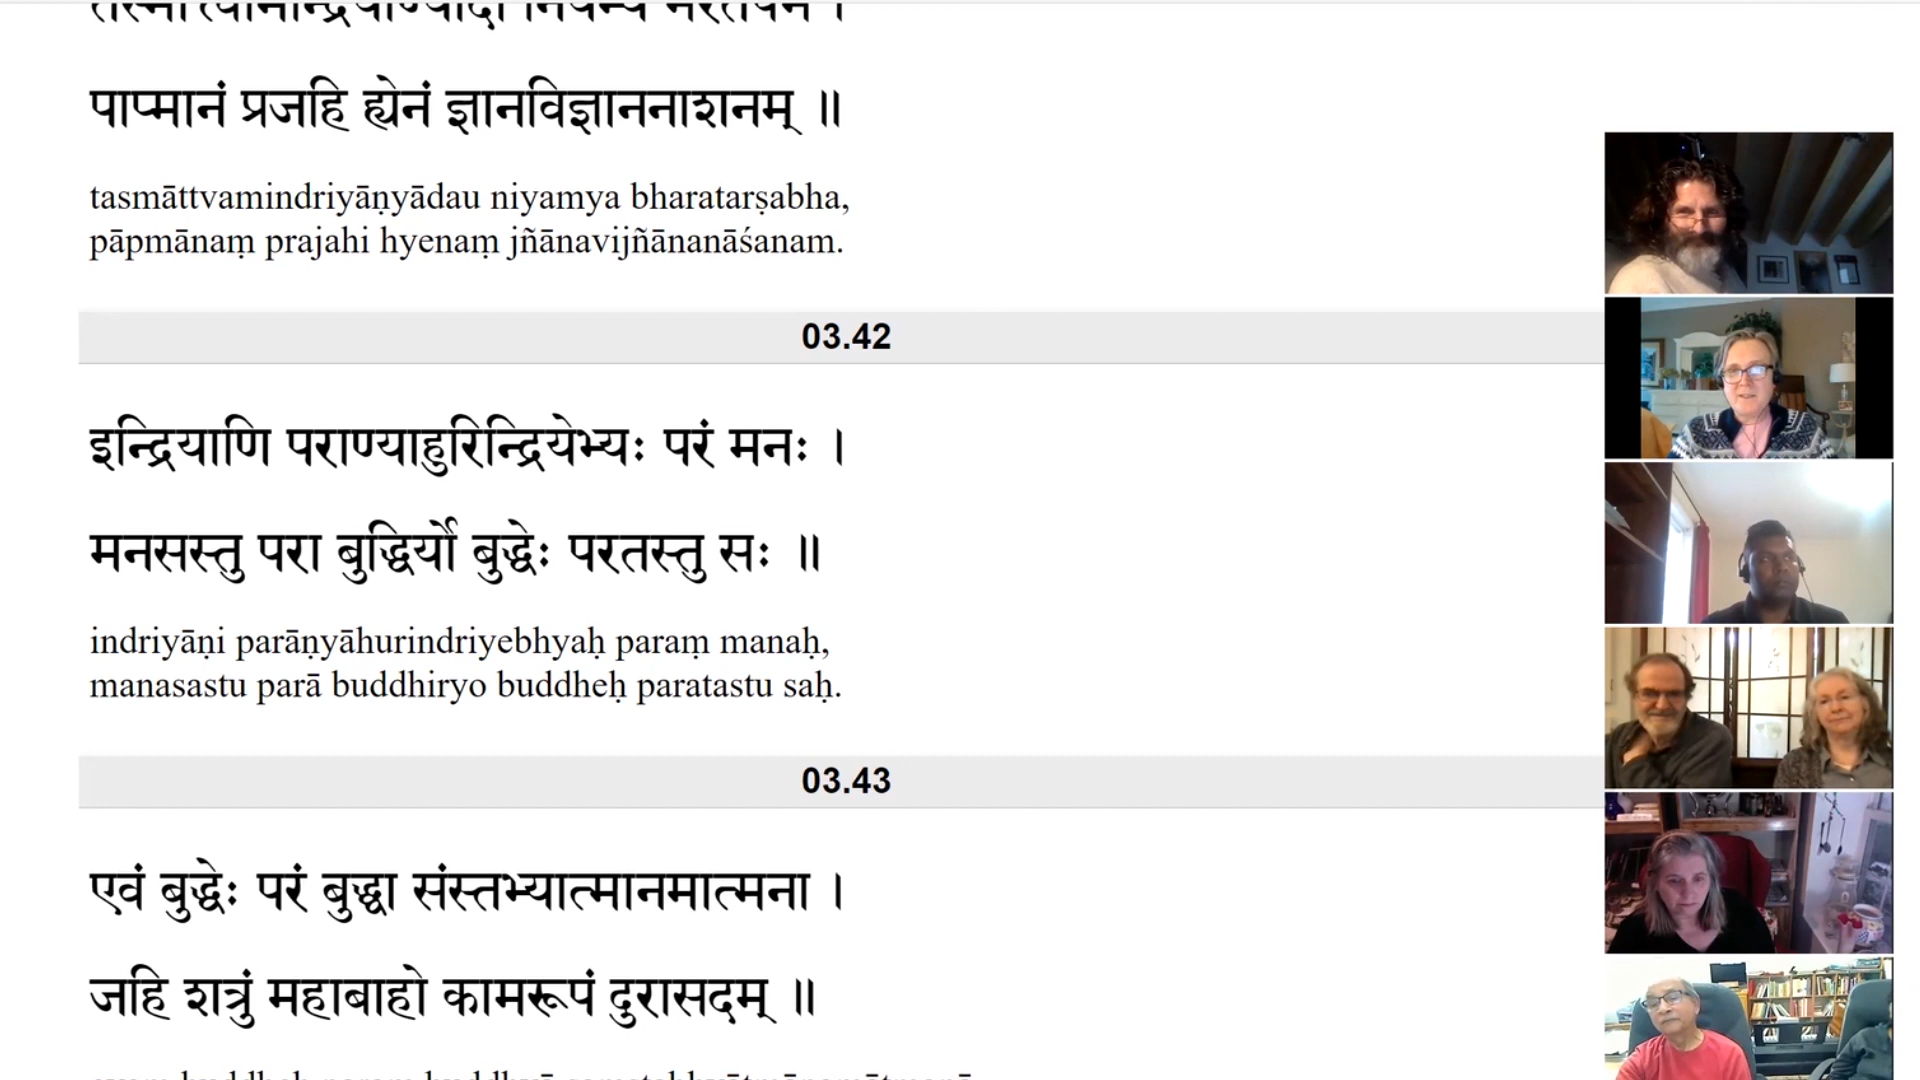 पाप्मानं प्रजहि ह्येनं ज्ञानविज्ञाननाशनम् ॥
tasmāttvamindriyāṇyādau niyamya bharatarṣabha,
pāpmānaṃ prajahi hyenaṃ jñānavijñānanāśanam.
03.42
इन्द्रियाणि पराण्याहुरिन्द्रियेभ्यः परं मनः ।
मनसस्तु परा बुद्धिर्यो बुद्धेः परतस्तु सः ॥
indriyāṇi parāṇyāhurindriyebhyaḥ paraṃ manaḥ,
manasastu parā buddhiryo buddheḥ paratastu saḥ.
03.43
एवं बुद्धेः परं बुद्धा संस्तभ्यात्मानमात्मना ।
जहि शत्रुं महाबाहो कामरूपं दुरासदम् ॥